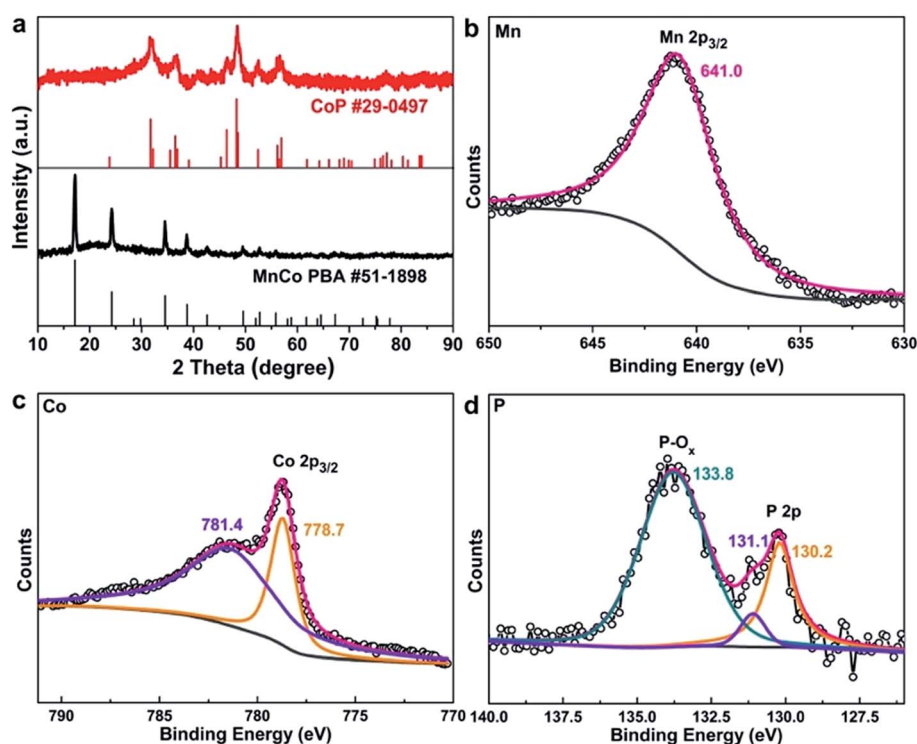 a
CoP #29-0497
MnCo PBA #51-1898
Intensity (a.u.)
10 20 30 40 50 60 70 80 90
2 Theta (degree)
b
Mn
Mn 2p3/2
641.0
Counts
650 645 640 635 630
Binding Energy (eV)
c
Co
Co 2p3/2
781.4
778.7
Counts
790 785 780 775 770
Binding Energy (eV)
d
P
P-Ox
133.8
P 2p
131.1
130.2
Counts
140.0 137.5 135.0 132.5 130.0 127.5
Binding Energy (eV)